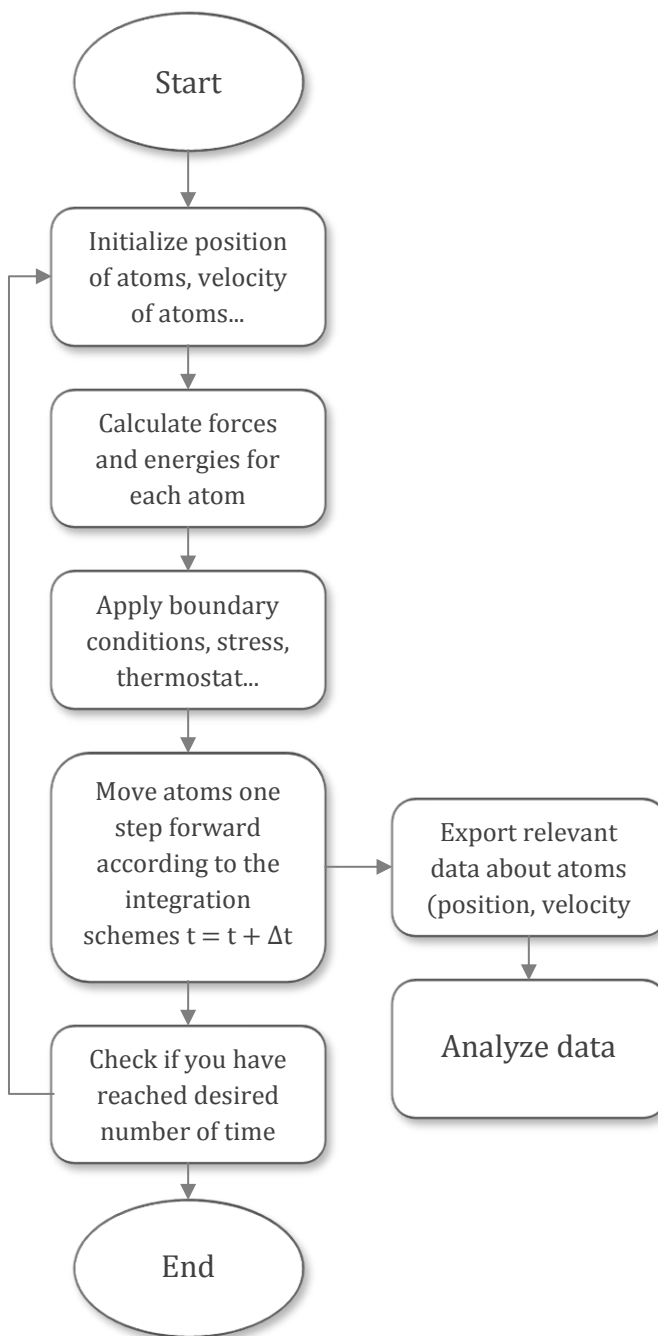 Start
Initialize position
of atoms, velocity
of atoms...
Calculate forces
and energies for
each atom
Apply boundary
conditions, stress,
thermostat...
Move atoms one
step forward
according to the
integration
schemes t = t + Δt
Export relevant
data about atoms
(position, velocity
Analyze data
Check if you have
reached desired
number of time
End